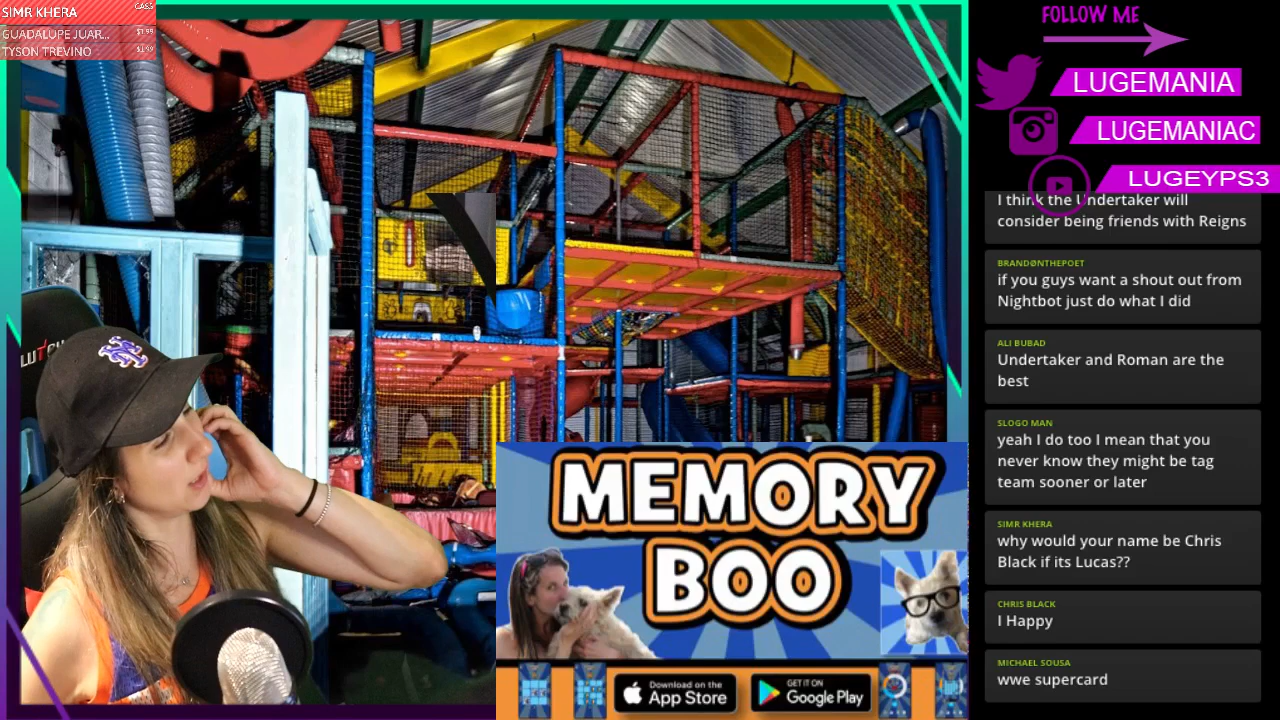 SIMR KHERA
GUADALUPE JUAR... $1.99
TYSON TREVINO
FOLLOW ME
LUGEMANIA
LUGEMANIAC
LUGEYPS3
I think the Undertaker will
consider being friends with Reigns
BRANDØNTHEPOET
if you guys want a shout out from
Nightbot just do what I did
ALI BUBAD
Undertaker and Roman are the
best
SLOGO MAN
yeah I do too I mean that you
never know they might be tag
team sooner or later
SIMR KHERA
why would your name be Chris
Black if its Lucas??
CHRIS BLACK
I Happy
MICHAEL SOUSA
wwe supercard
MEMORY
BOO
Download on the
App Store
GET IT ON
Google Play